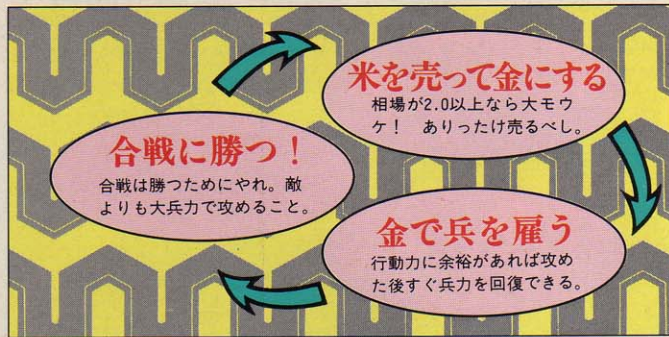 米を売って金にする
相場が2.0以上なら大モウ
ケ！　ありったけ売るべし。
合戦に勝つ！
合戦は勝つためにやれ。敵
よりも大兵力で攻めること。
金で兵を雇う
行動力に余裕があれば攻め
た後すぐ兵力を回復できる。